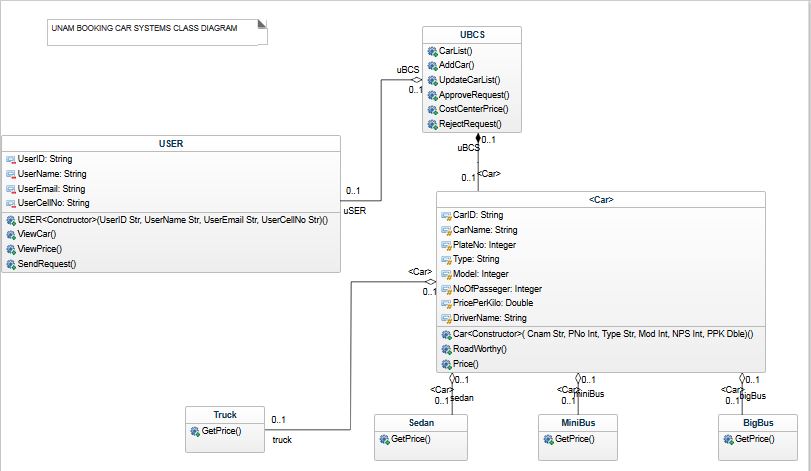 UNAM BOOKING CAR SYSTEMS CLASS DIAGRAM
UBCS
CarList()
AddCar()
UpdateCarList()
ApproveRequest()
CostCenterPrice()
RejectRequest()
uBCS
0..1
0..1
uBCS
0..1
<Car>
USER
UserID: String
UserName: String
UserEmail: String
UserCellNo: String
USER<Conctructor>(UserID Str, UserName Str, UserEmail Str, UserCellNo Str)()
ViewCar()
ViewPrice()
SendRequest()
0..1
uSER
<Car>
CarID: String
CarName: String
PlateNo: Integer
Type: String
Model: Integer
NoOfPasseger: Integer
PricePerKilo: Double
DriverName: String
Car<Constructor>( Cnam Str, PNo Int, Type Str, Mod Int, NPS Int, PPK Dble)()
RoadWorthy()
Price()
<Car>
0..1
0..1
<Car>
0..1
sedan
0..1
<Car>
0..1
miniBus
0..1
<Car>
0..1
bigBus
Truck
GetPrice()
0..1
truck
Sedan
GetPrice()
MiniBus
GetPrice()
BigBus
GetPrice()